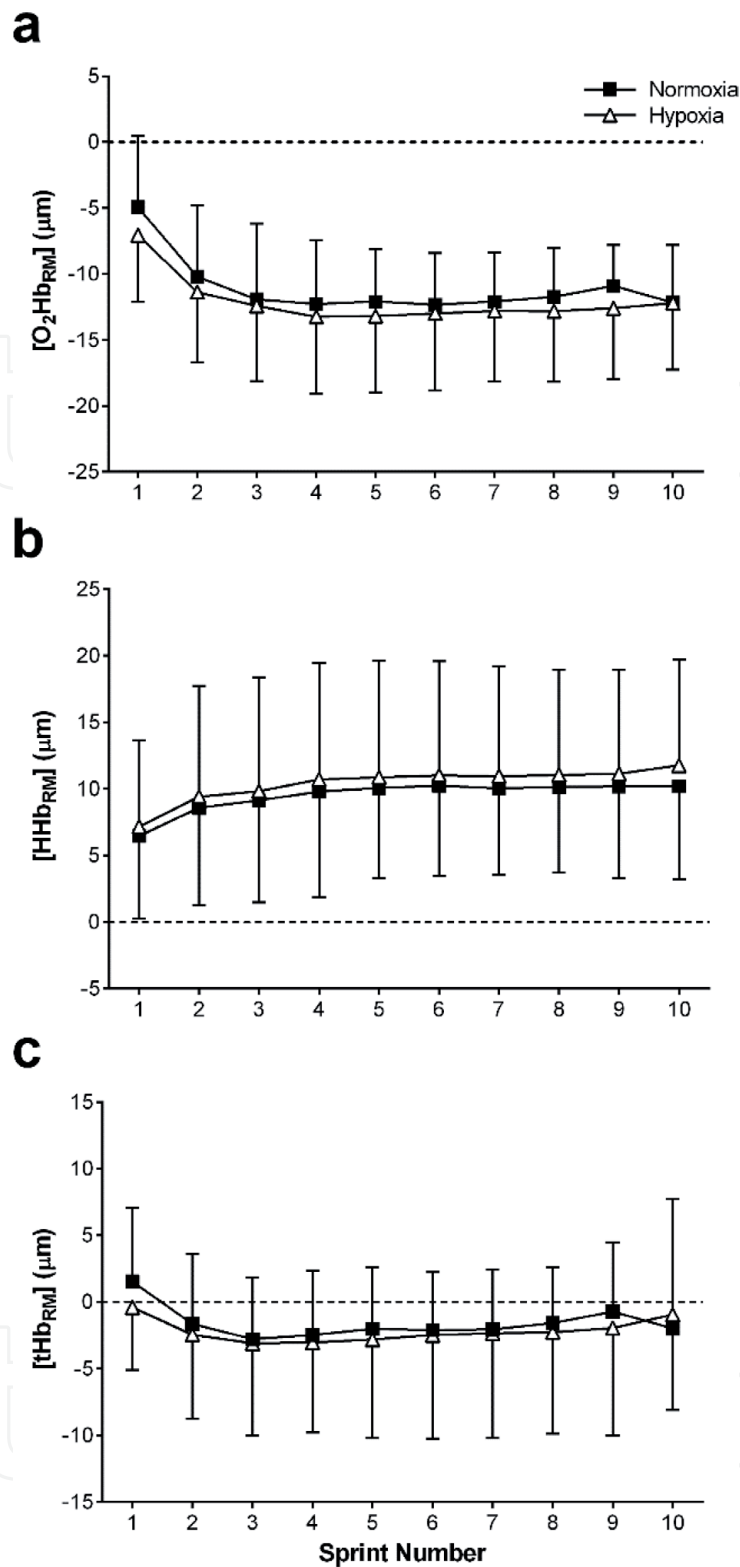 a
5
0
-5
-10
-15
-20
-25
[O₂Hb_RM] (μm)
Normoxia
Hypoxia
1 2 3 4 5 6 7 8 9 10
b
25
20
15
10
5
0
-5
[HHb_RM] (μm)
1 2 3 4 5 6 7 8 9 10
c
15
10
5
0
-5
-10
-15
[tHb_RM] (μm)
1 2 3 4 5 6 7 8 9 10
Sprint Number